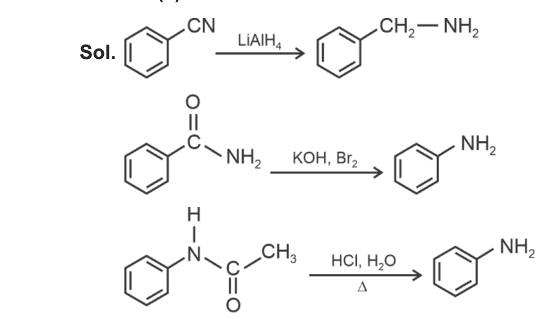 Sol.
CN
LiAlH₄
CH₂—NH₂
O
C
NH₂
KOH, Br₂
NH₂
H
N
C
CH₃
O
HCl, H₂O
Δ
NH₂